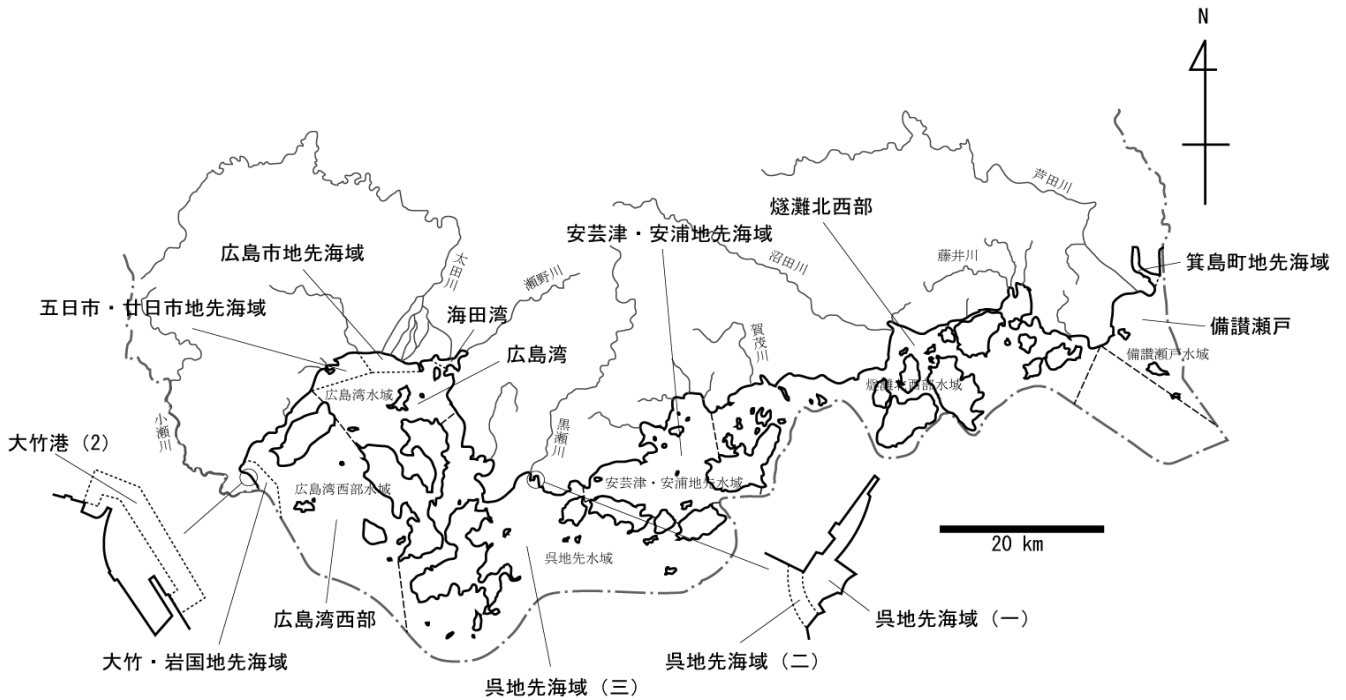 N
芦田川
燧灘北西部
安芸津・安浦地先海域
広島市地先海域
太田川
瀬野川
沼田川
藤井川
箕島町地先海域
五日市・廿日市地先海域
海田湾
賀茂川
備讃瀬戸
広島湾
備讃瀬戸水域
燧灘北西部水域
広島湾水域
小瀬川
黒瀬川
大竹港（2）
広島湾西部水域
安芸津・安浦地先水域
20 km
呉地先水域
広島湾西部
呉地先海域（一）
大竹・岩国地先海域
呉地先海域（二）
呉地先海域（三）